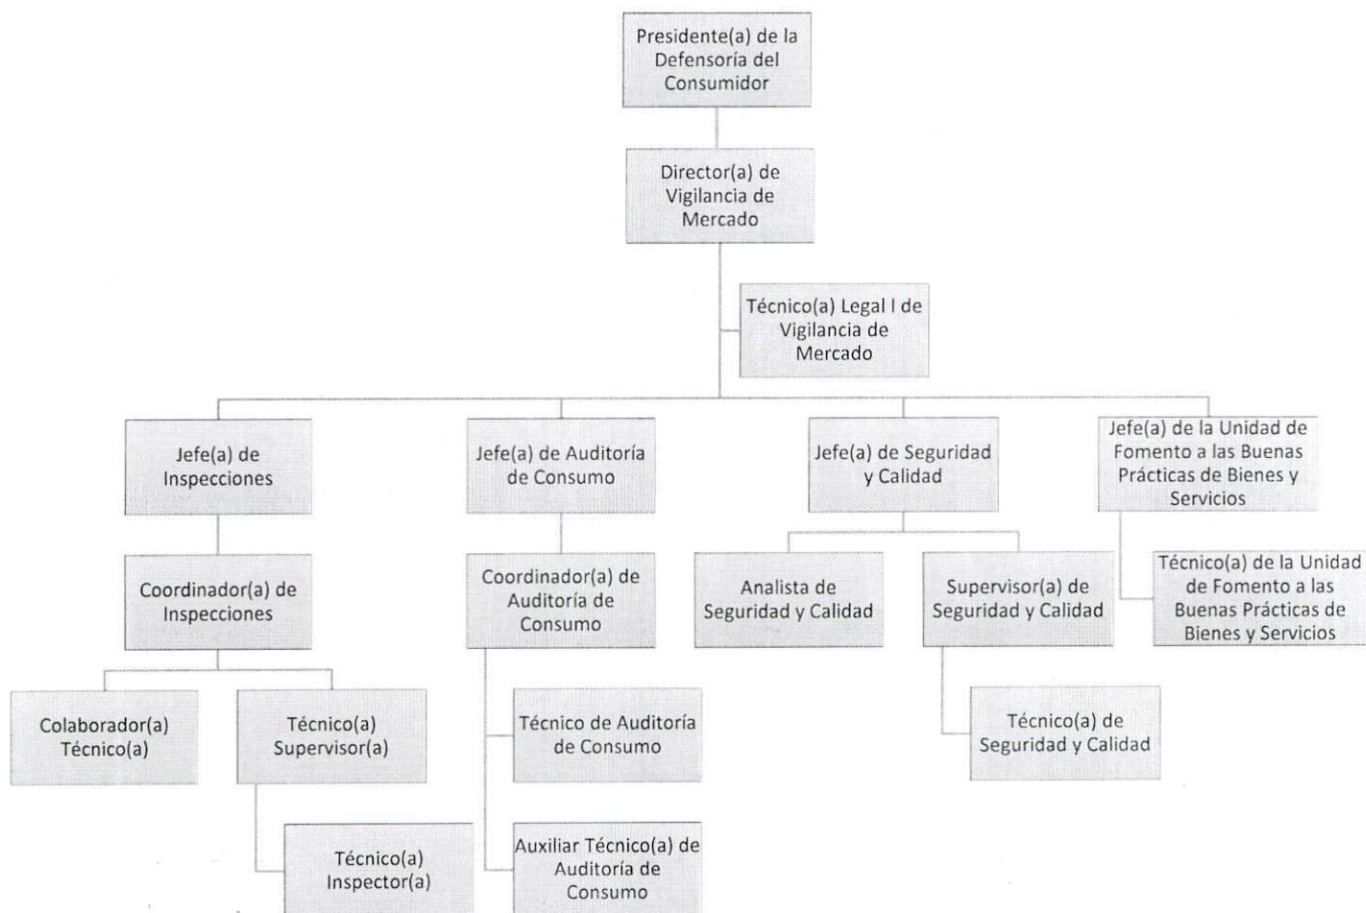 Presidente(a) de la
Defensoría del
Consumidor
Director(a) de
Vigilancia de
Mercado
Técnico(a) Legal I de
Vigilancia de
Mercado
Jefe(a) de
Inspecciones
Jefe(a) de Auditoría
de Consumo
Jefe(a) de Seguridad
y Calidad
Jefe(a) de la Unidad de
Fomento a las Buenas
Prácticas de Bienes y
Servicios
Coordinador(a) de
Inspecciones
Coordinador(a) de
Auditoría de
Consumo
Analista de
Seguridad y Calidad
Supervisor(a) de
Seguridad y Calidad
Técnico(a) de la Unidad
de Fomento a las
Buenas Prácticas de
Bienes y Servicios
Colaborador(a)
Técnico(a)
Técnico(a)
Supervisor(a)
Técnico de Auditoría
de Consumo
Técnico(a) de
Seguridad y Calidad
Técnico(a)
Inspector(a)
Auxiliar Técnico(a) de
Auditoría de
Consumo